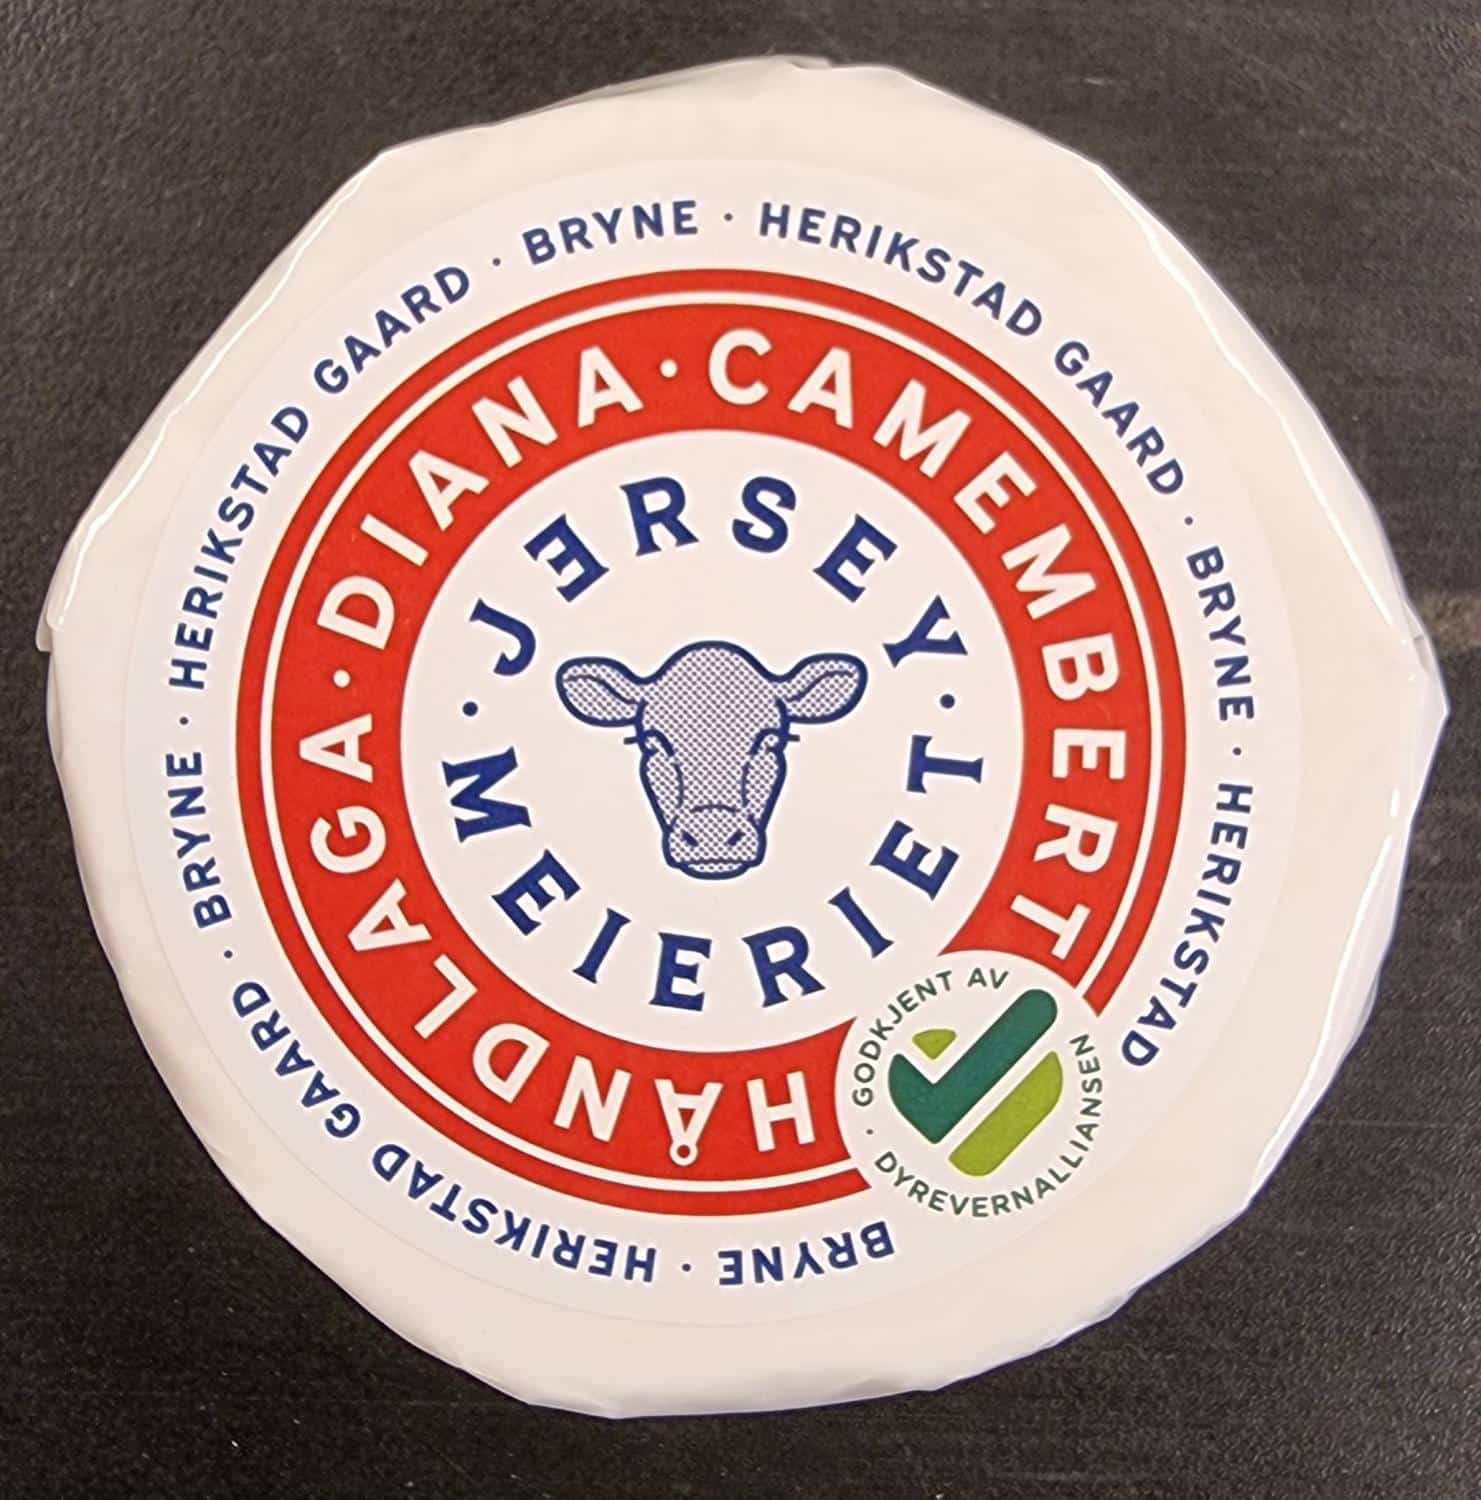 BRYNE · HERIKSTAD GAARD · BRYNE · HERIKSTAD GAARD · BRYNE · HERIKSTAD GAARD · BRYNE · HERIKSTAD
HÅNDLAGA · DIANA · CAMEMBERT
· JERSEY ·
MEIERIET
· GODKJENT AV
DYREVERNALLIANSEN